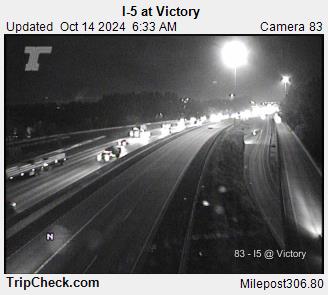 I-5 at Victory
Updated Oct 14 2024 6:33 AM Camera 83
N
83 - I5 @ Victory
TripCheck.com Milepost306.80